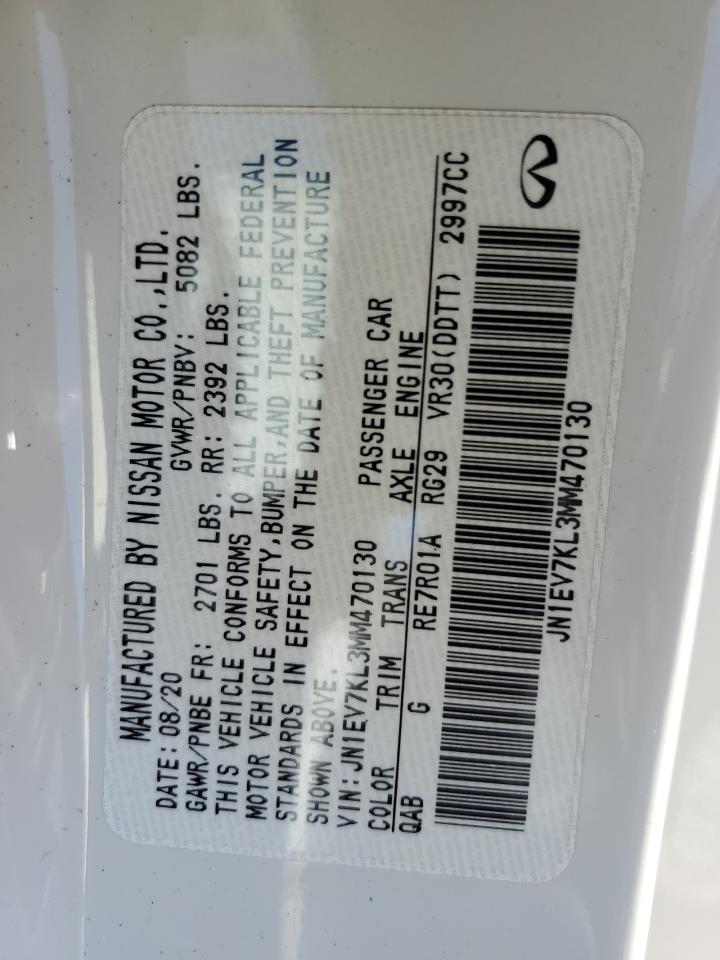 MANUFACTURED BY NISSAN MOTOR CO.,LTD.
DATE:08/20 GVWR/PNBV: 5082 LBS.
GAWR/PNBE FR: 2701 LBS. RR: 2392 LBS.
THIS VEHICLE CONFORMS TO ALL APPLICABLE FEDERAL
MOTOR VEHICLE SAFETY,BUMPER,AND THEFT PREVENTION
STANDARDS IN EFFECT ON THE DATE OF MANUFACTURE
SHOWN ABOVE.
VIN:JN1EV7KL3MM470130 PASSENGER CAR
COLOR TRIM TRANS AXLE ENGINE
QAB G RE7R01A RG29 VR30(DDTT) 2997CC
JN1EV7KL3MM470130